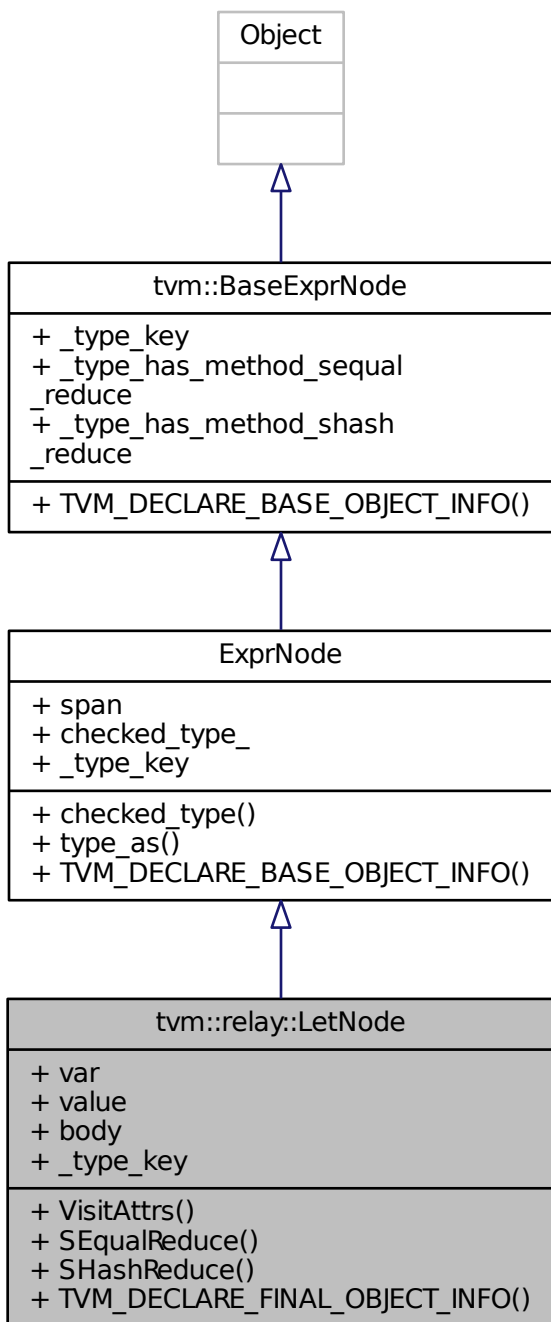 Object
tvm::BaseExprNode
+ _type_key
+ _type_has_method_sequal
_reduce
+ _type_has_method_shash
_reduce
+ TVM_DECLARE_BASE_OBJECT_INFO()
ExprNode
+ span
+ checked_type_
+ _type_key
+ checked_type()
+ type_as()
+ TVM_DECLARE_BASE_OBJECT_INFO()
tvm::relay::LetNode
+ var
+ value
+ body
+ _type_key
+ VisitAttrs()
+ SEqualReduce()
+ SHashReduce()
+ TVM_DECLARE_FINAL_OBJECT_INFO()